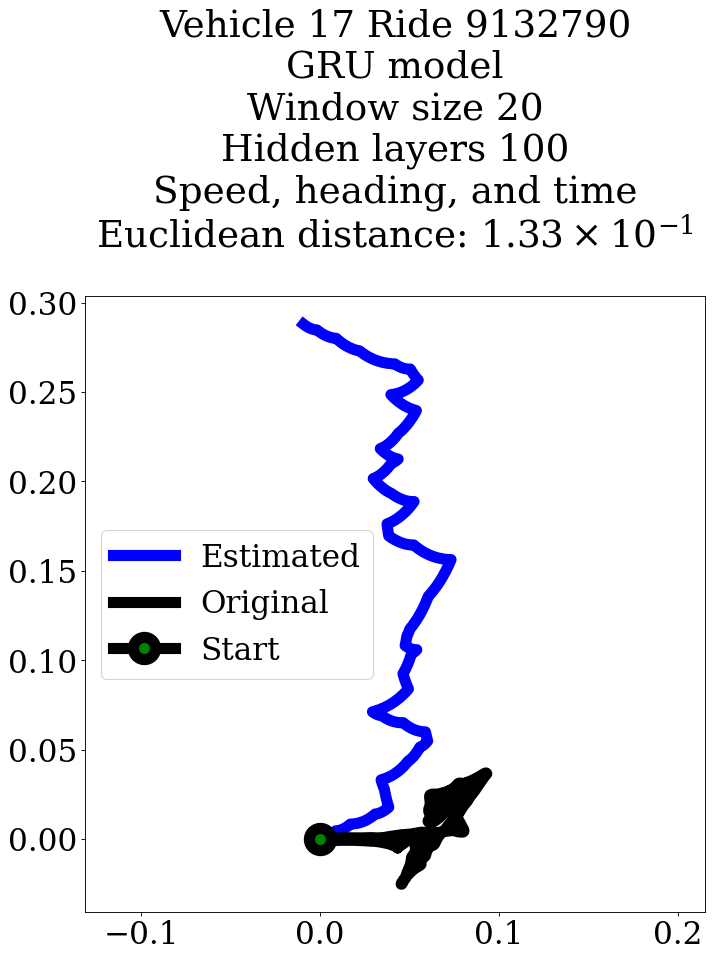 Vehicle 17 Ride 9132790
GRU model
Window size 20
Hidden layers 100
Speed, heading, and time
Euclidean distance: 1.33 × 10⁻¹
0.30
0.25
0.20
0.15
0.10
0.05
0.00
Estimated
Original
Start
−0.1
0.0
0.1
0.2